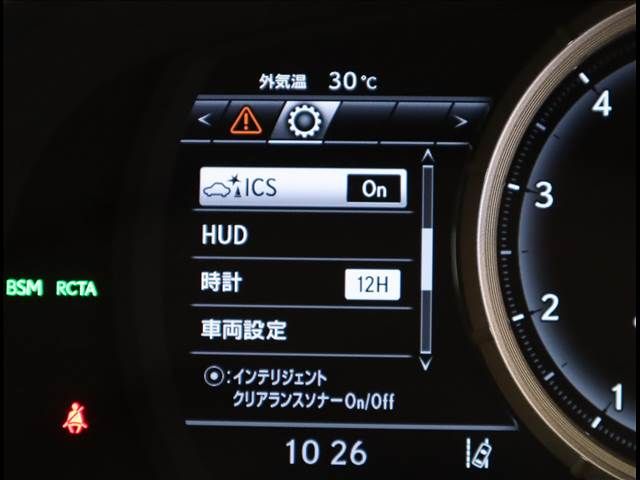 外気温 30℃
< >
ICS On
HUD
時計 12H
車両設定
BSM RCTA
:インテリジェント
クリアランスソナーOn/Off
10 26
4
3
2
1